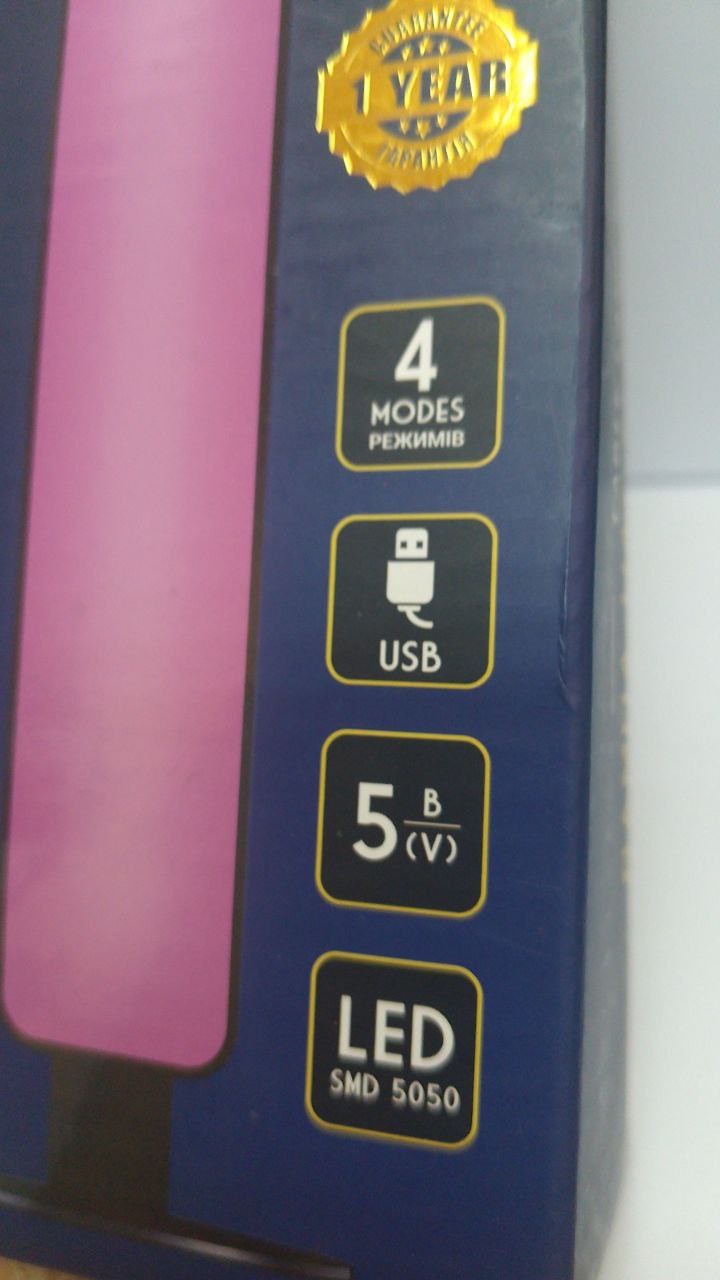 GUARANTEE
1 YEAR
ГАРАНТІЯ
4
MODES
РЕЖИМІВ
USB
5 В
(V)
LED
SMD 5050